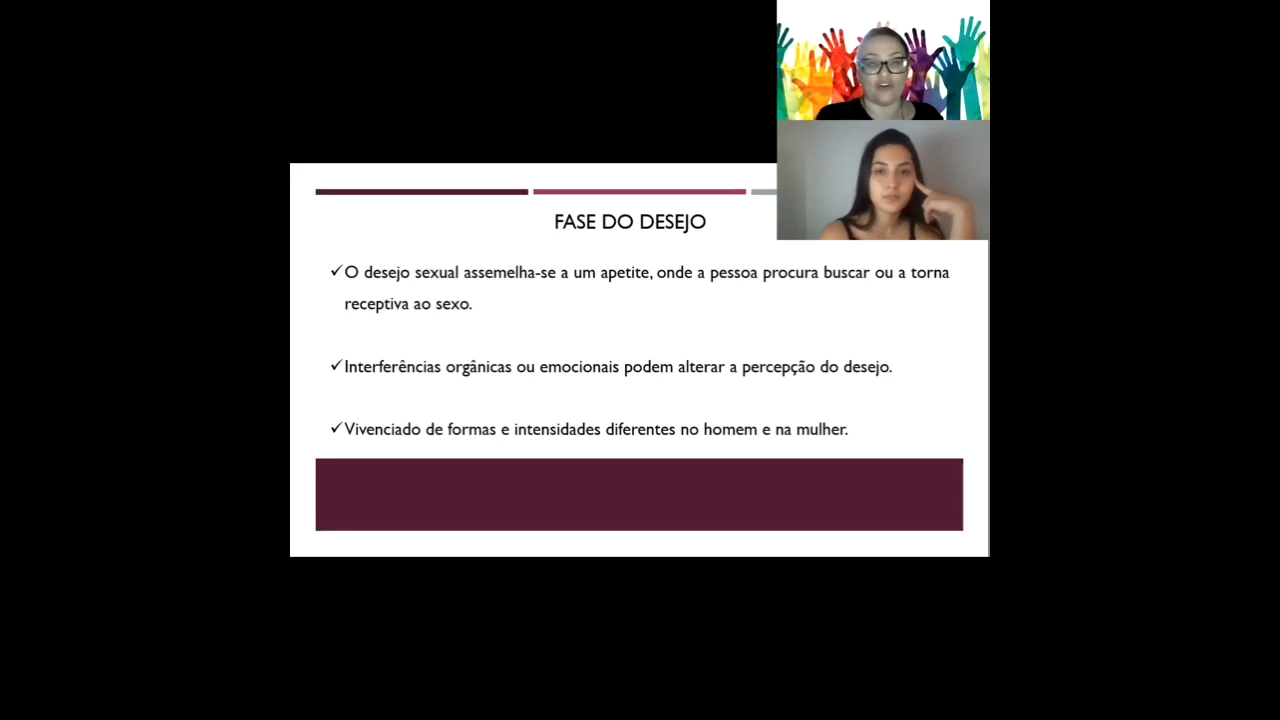 FASE DO DESEJO
✓O desejo sexual assemelha-se a um apetite, onde a pessoa procura buscar ou a torna
receptiva ao sexo.
✓Interferências orgânicas ou emocionais podem alterar a percepção do desejo.
✓Vivenciado de formas e intensidades diferentes no homem e na mulher.